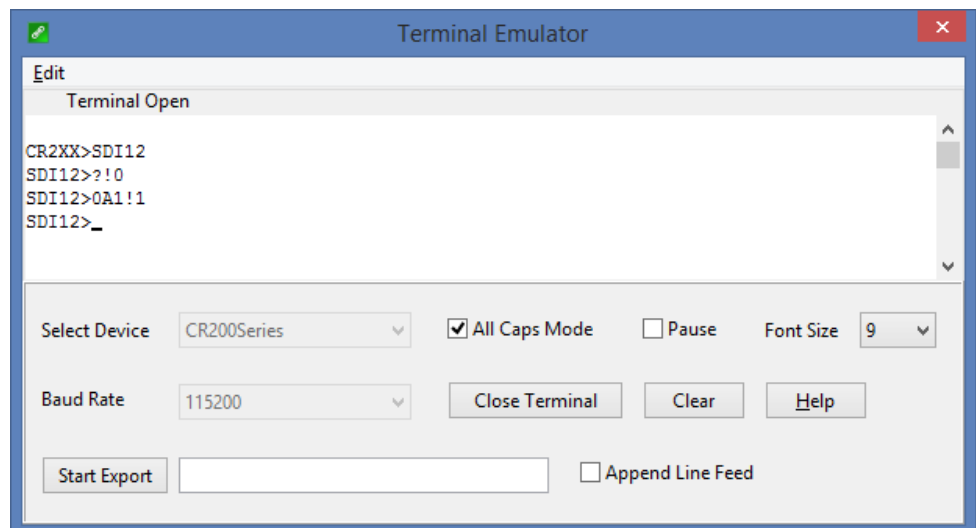 Terminal Emulator
Edit
Terminal Open
CR2XX>SDI12
SDI12>?!0
SDI12>0A1!1
SDI12>_
Select Device CR200Series All Caps Mode Pause Font Size 9
Baud Rate 115200 Close Terminal Clear Help
Start Export Append Line Feed